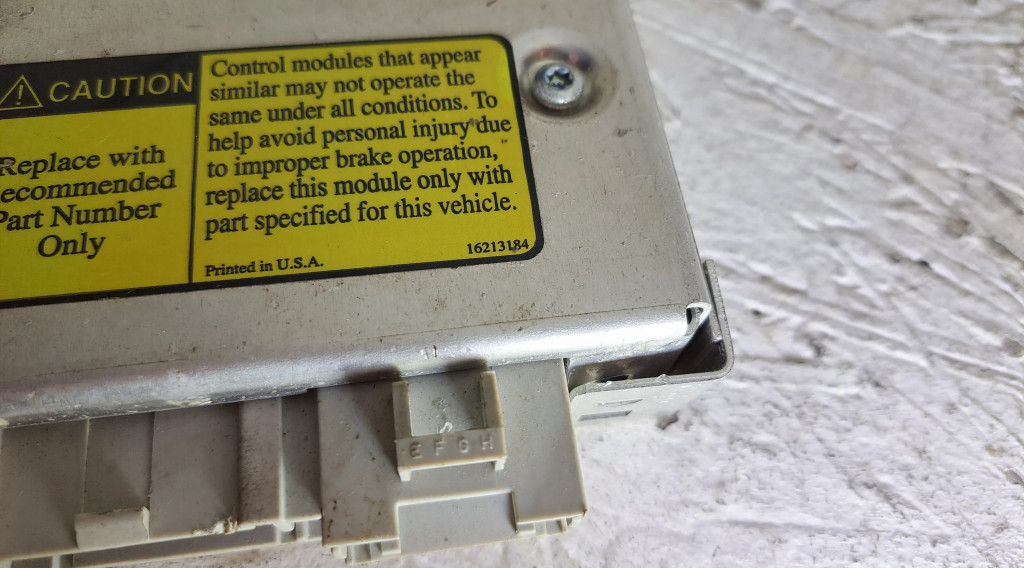 CAUTION
Replace with
ecommended
Part Number
Only
Control modules that appear
similar may not operate the
same under all conditions. To
help avoid personal injury due
to improper brake operation,
replace this module only with
part specified for this vehicle.
Printed in U.S.A.
16213184
E F G H